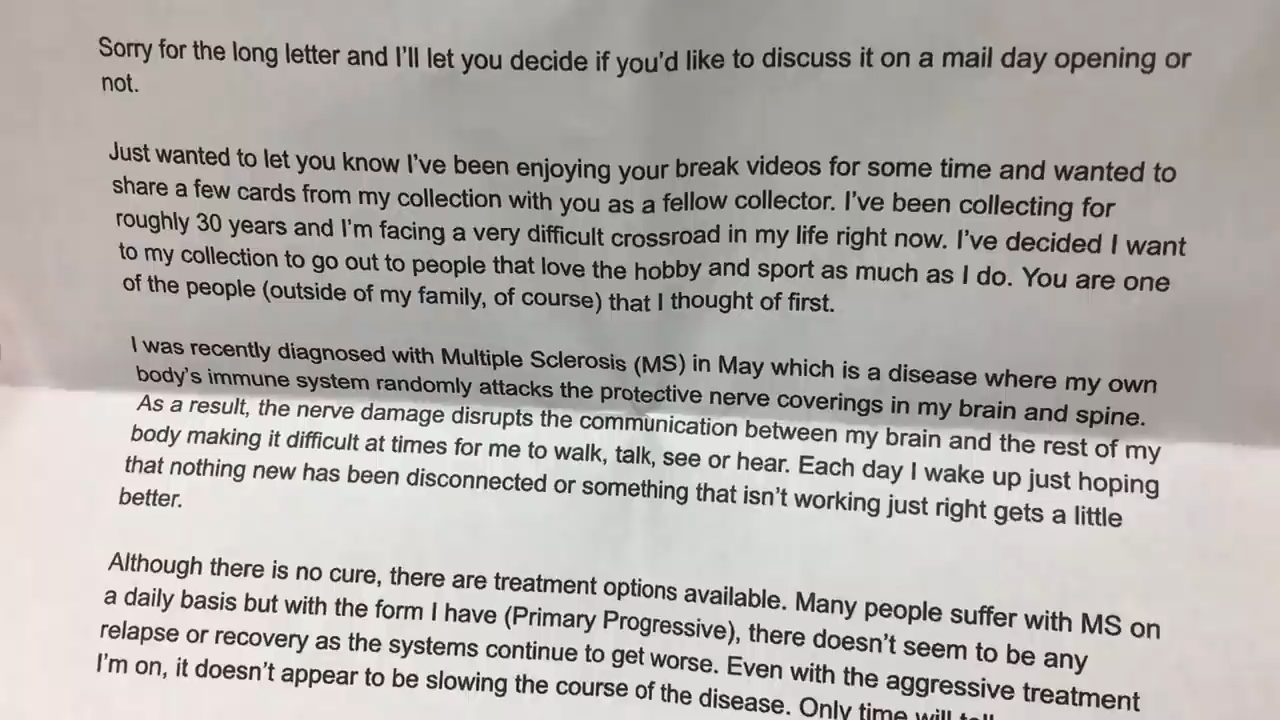 Sorry for the long letter and I'll let you decide if you'd like to discuss it on a mail day opening or
not.
Just wanted to let you know I've been enjoying your break videos for some time and wanted to
share a few cards from my collection with you as a fellow collector. I've been collecting for
roughly 30 years and I'm facing a very difficult crossroad in my life right now. I've decided I want
to my collection to go out to people that love the hobby and sport as much as I do. You are one
of the people (outside of my family, of course) that I thought of first.
I was recently diagnosed with Multiple Sclerosis (MS) in May which is a disease where my own
body's immune system randomly attacks the protective nerve coverings in my brain and spine.
As a result, the nerve damage disrupts the communication between my brain and the rest of my
body making it difficult at times for me to walk, talk, see or hear. Each day I wake up just hoping
that nothing new has been disconnected or something that isn't working just right gets a little
better.
Although there is no cure, there are treatment options available. Many people suffer with MS on
a daily basis but with the form I have (Primary Progressive), there doesn't seem to be any
relapse or recovery as the systems continue to get worse. Even with the aggressive treatment
I'm on, it doesn't appear to be slowing the course of the disease. Only time will tell